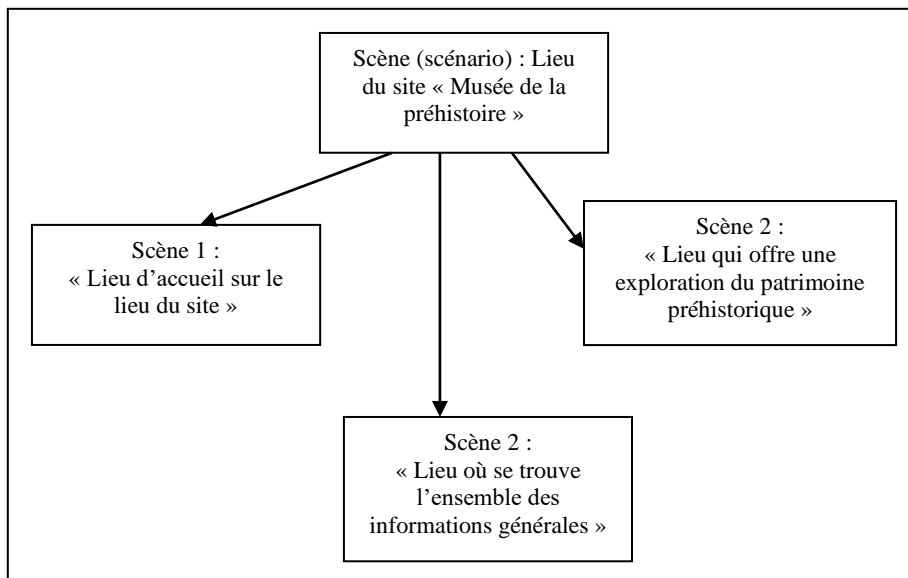 Scène (scénario) : Lieu
du site « Musée de la
préhistoire »
Scène 1 :
« Lieu d’accueil sur le
lieu du site »
Scène 2 :
« Lieu qui offre une
exploration du patrimoine
préhistorique »
Scène 2 :
« Lieu où se trouve
l’ensemble des
informations générales »